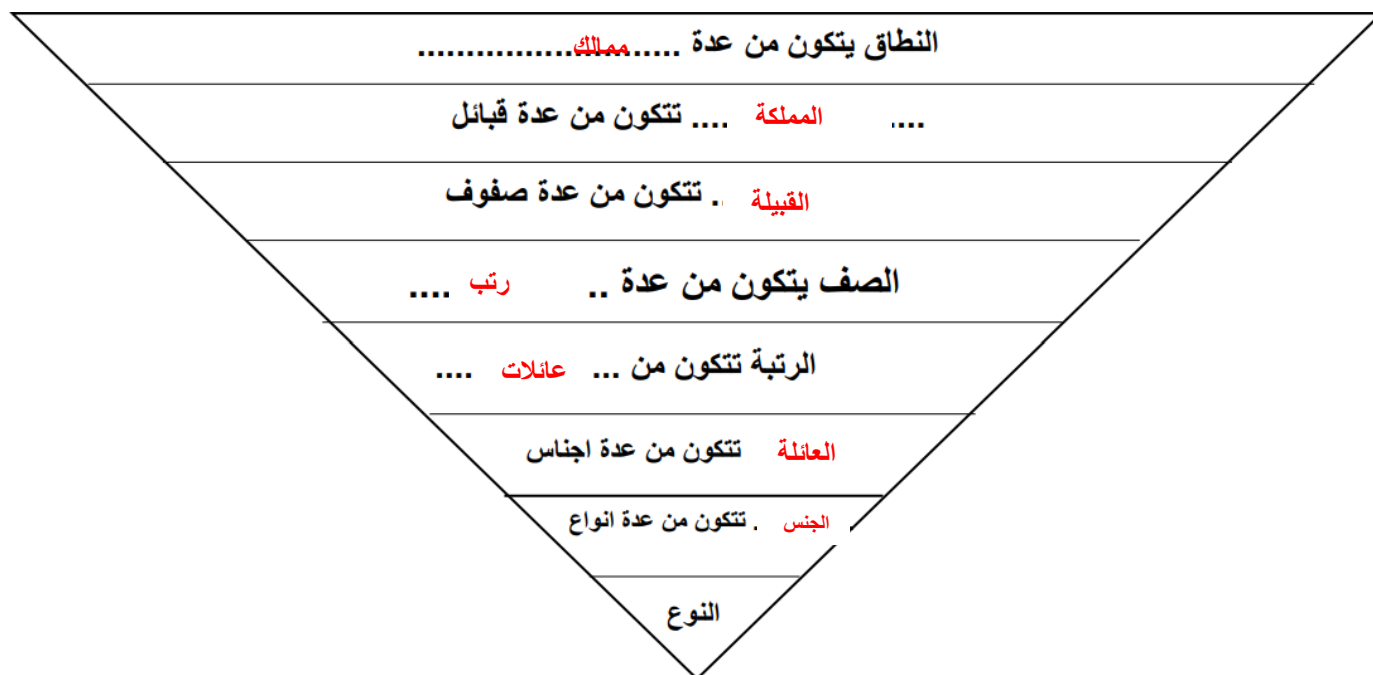 النطاق يتكون من عدة ...........ممالك................
.... المملكة .... تتكون من عدة قبائل
القبيلة .. تتكون من عدة صفوف
الصف يتكون من عدة .. رتب ....
الرتبة تتكون من ... عائلات ....
العائلة تتكون من عدة اجناس
الجنس . تتكون من عدة انواع
النوع